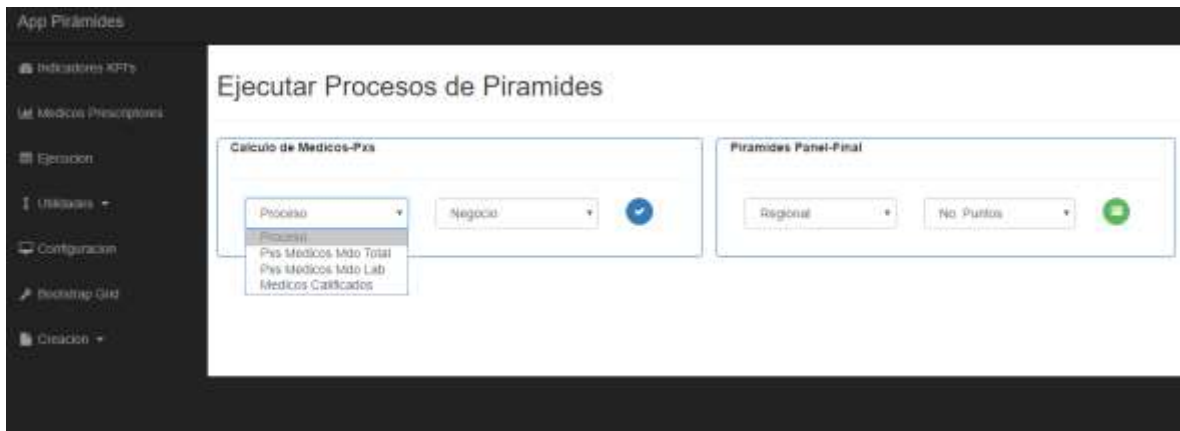 App Pirámides
Indicadores KPI's
Medicos Prescriptores
Ejecucion
Utilidades
Configuracion
Bootstrap Grid
Creacion
Ejecutar Procesos de Piramides
Calculo de Medicos-Pxs
Proceso
Negocio
Proceso
Pxs Medicos Mdo Total
Pxs Medicos Mdo Lab
Medicos Calificados
Piramides Panel-Final
Regional
No. Puntos